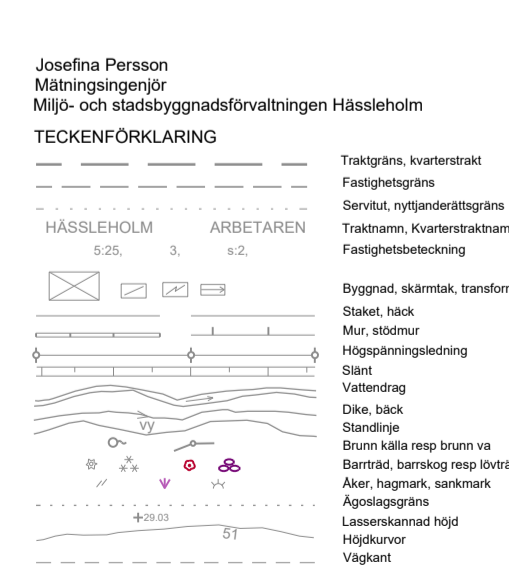 Josefina Persson
Mätningsingenjör
Miljö- och stadsbyggnadsförvaltningen Hässleholm
TECKENFÖRKLARING
Traktgräns, kvarterstrakt
Fastighetsgräns
Servitut, nyttjanderättsgräns
HÄSSLEHOLM ARBETAREN Traktnamn, Kvarterstraktnam
5:25, 3, s:2, Fastighetsbeteckning
Byggnad, skärmtak, transforr
Staket, häck
Mur, stödmur
Högspänningsledning
Slänt
Vattendrag
Dike, bäck
vy Standlinje
Brunn källa resp brunn va
Barrträd, barrskog resp lövträ
Åker, hagmark, sankmark
Ägoslagsgräns
29.03 Lasserskannad höjd
51 Höjdkurvor
Vägkant